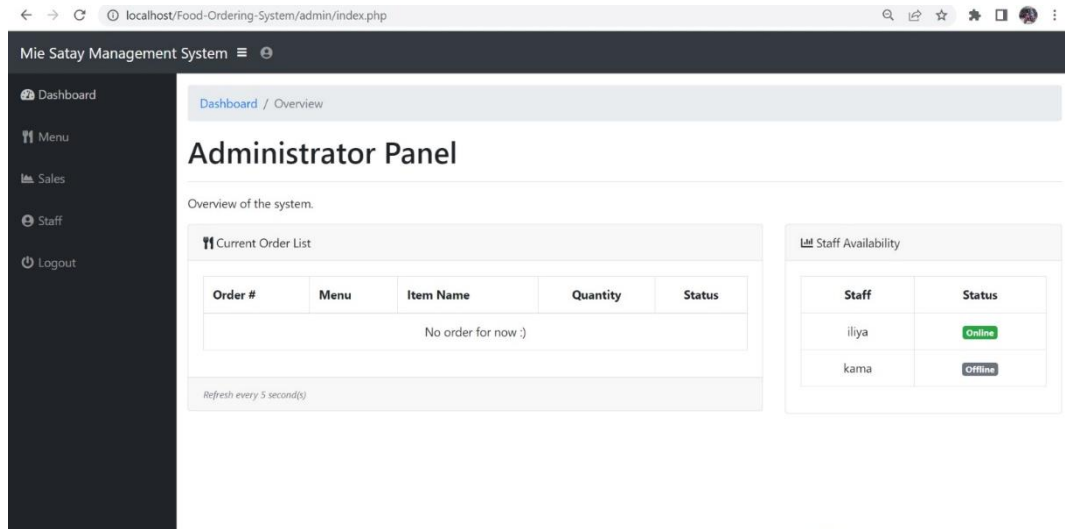 localhost/Food-Ordering-System/admin/index.php
Mie Satay Management System
Dashboard
Menu
Sales
Staff
Logout
Dashboard / Overview
Administrator Panel
Overview of the system.
Current Order List
Order # Menu Item Name Quantity Status
No order for now :)
Refresh every 5 second(s)
Staff Availability
Staff Status
iliya Online
kama Offline